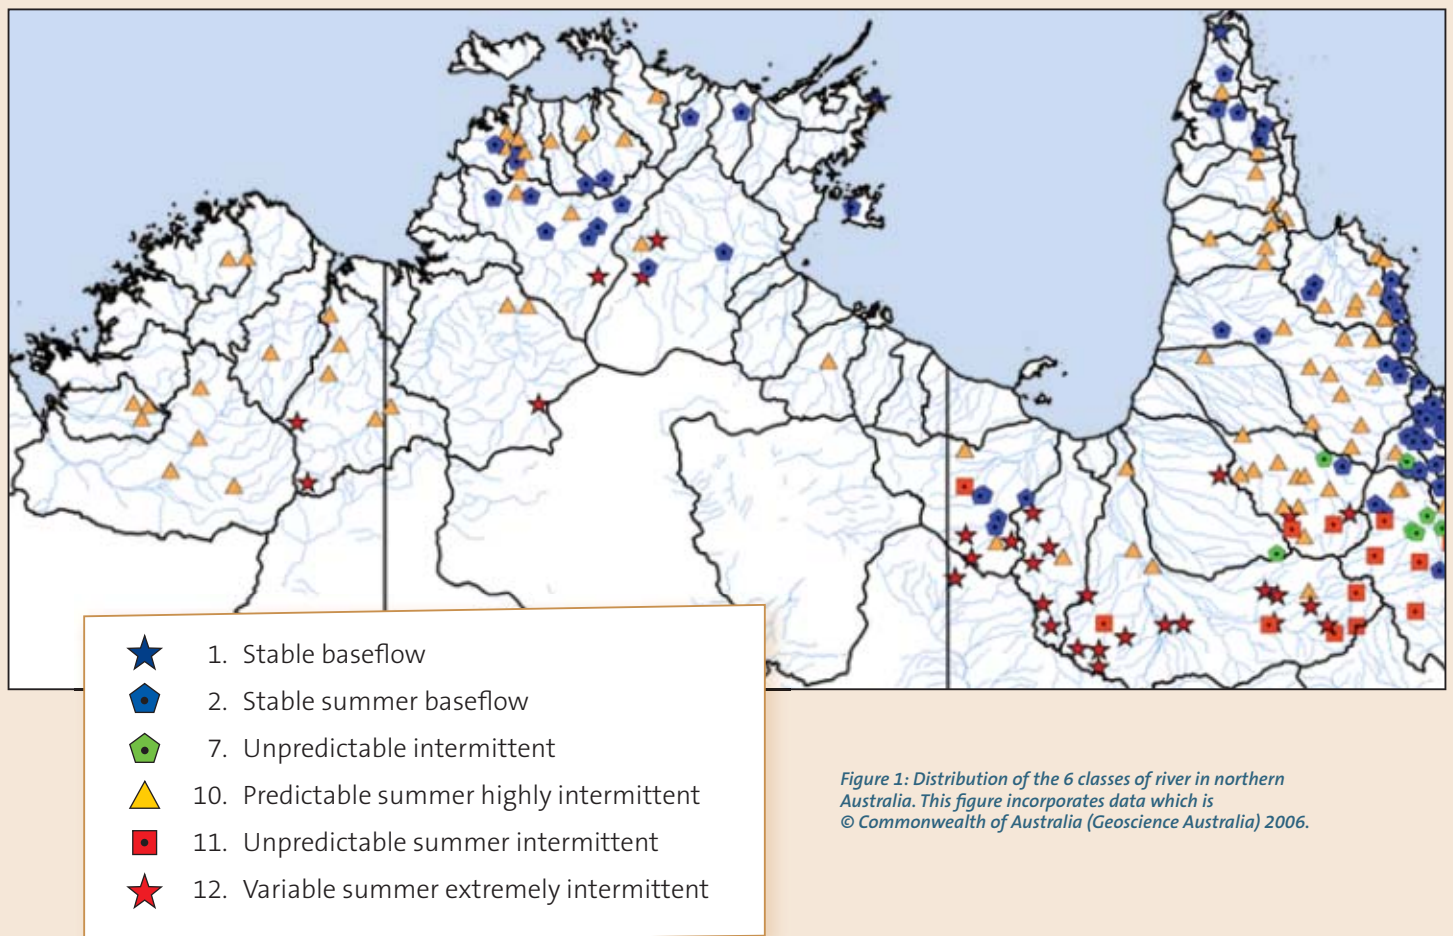 1. Stable baseflow
2. Stable summer baseflow
7. Unpredictable intermittent
10. Predictable summer highly intermittent
11. Unpredictable summer intermittent
12. Variable summer extremely intermittent
Figure 1: Distribution of the 6 classes of river in northern
Australia. This figure incorporates data which is
© Commonwealth of Australia (Geoscience Australia) 2006.